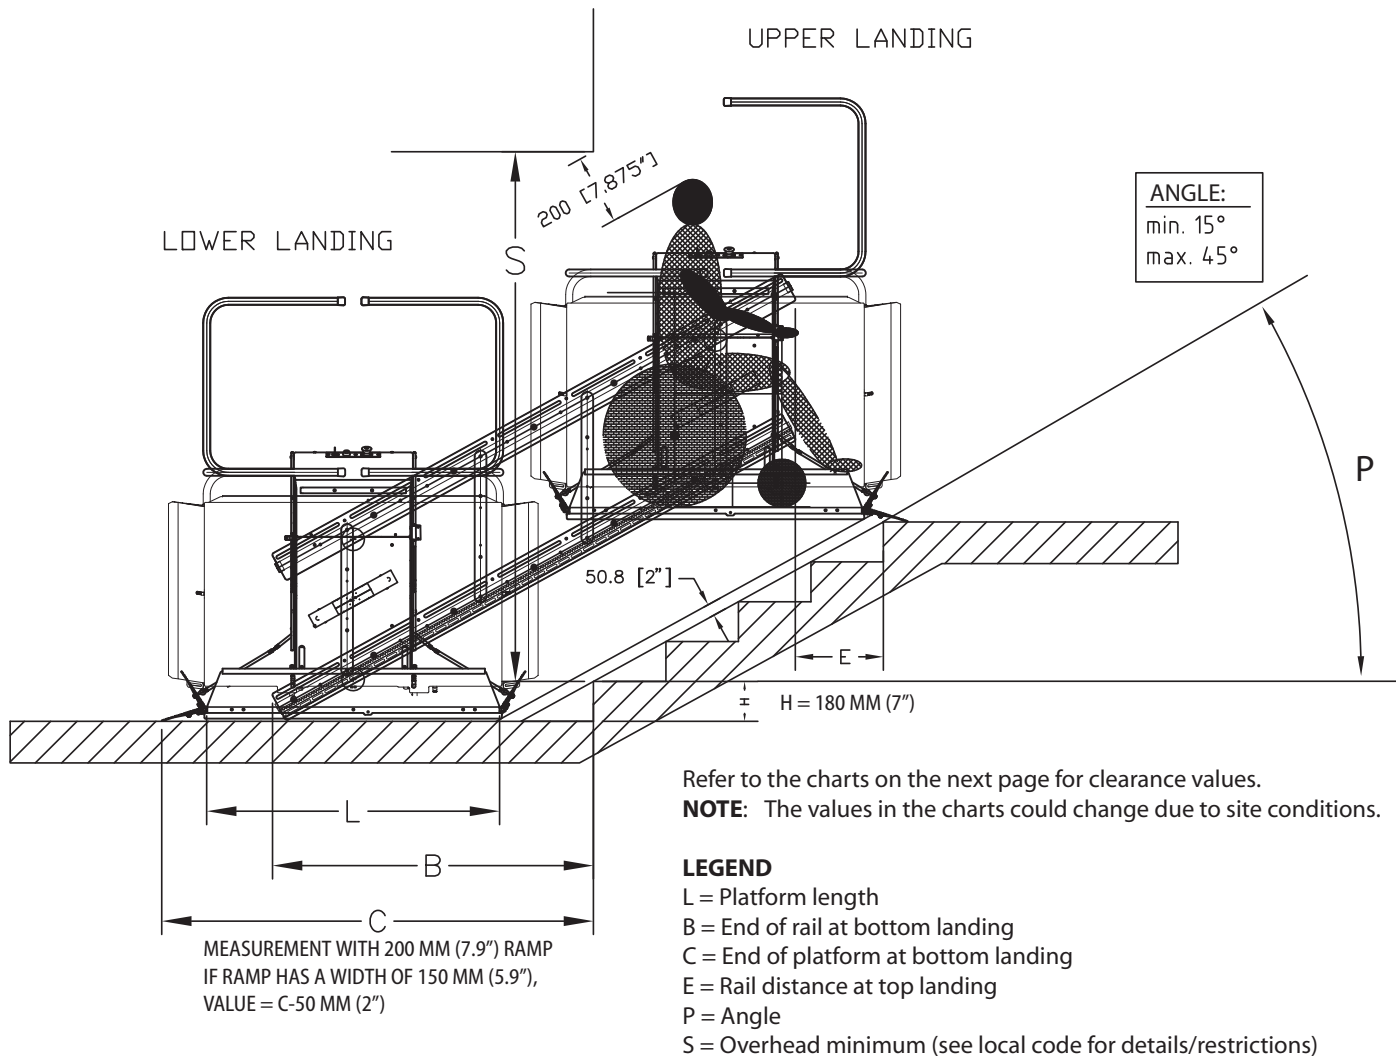 UPPER LANDING
200 [7.875"]
ANGLE:
min. 15°
max. 45°
LOWER LANDING
S
P
50.8 [2"]
E
H
H = 180 MM (7")
L
B
C
MEASUREMENT WITH 200 MM (7.9") RAMP
IF RAMP HAS A WIDTH OF 150 MM (5.9"),
VALUE = C-50 MM (2")
Refer to the charts on the next page for clearance values.
NOTE: The values in the charts could change due to site conditions.
LEGEND
L = Platform length
B = End of rail at bottom landing
C = End of platform at bottom landing
E = Rail distance at top landing
P = Angle
S = Overhead minimum (see local code for details/restrictions)